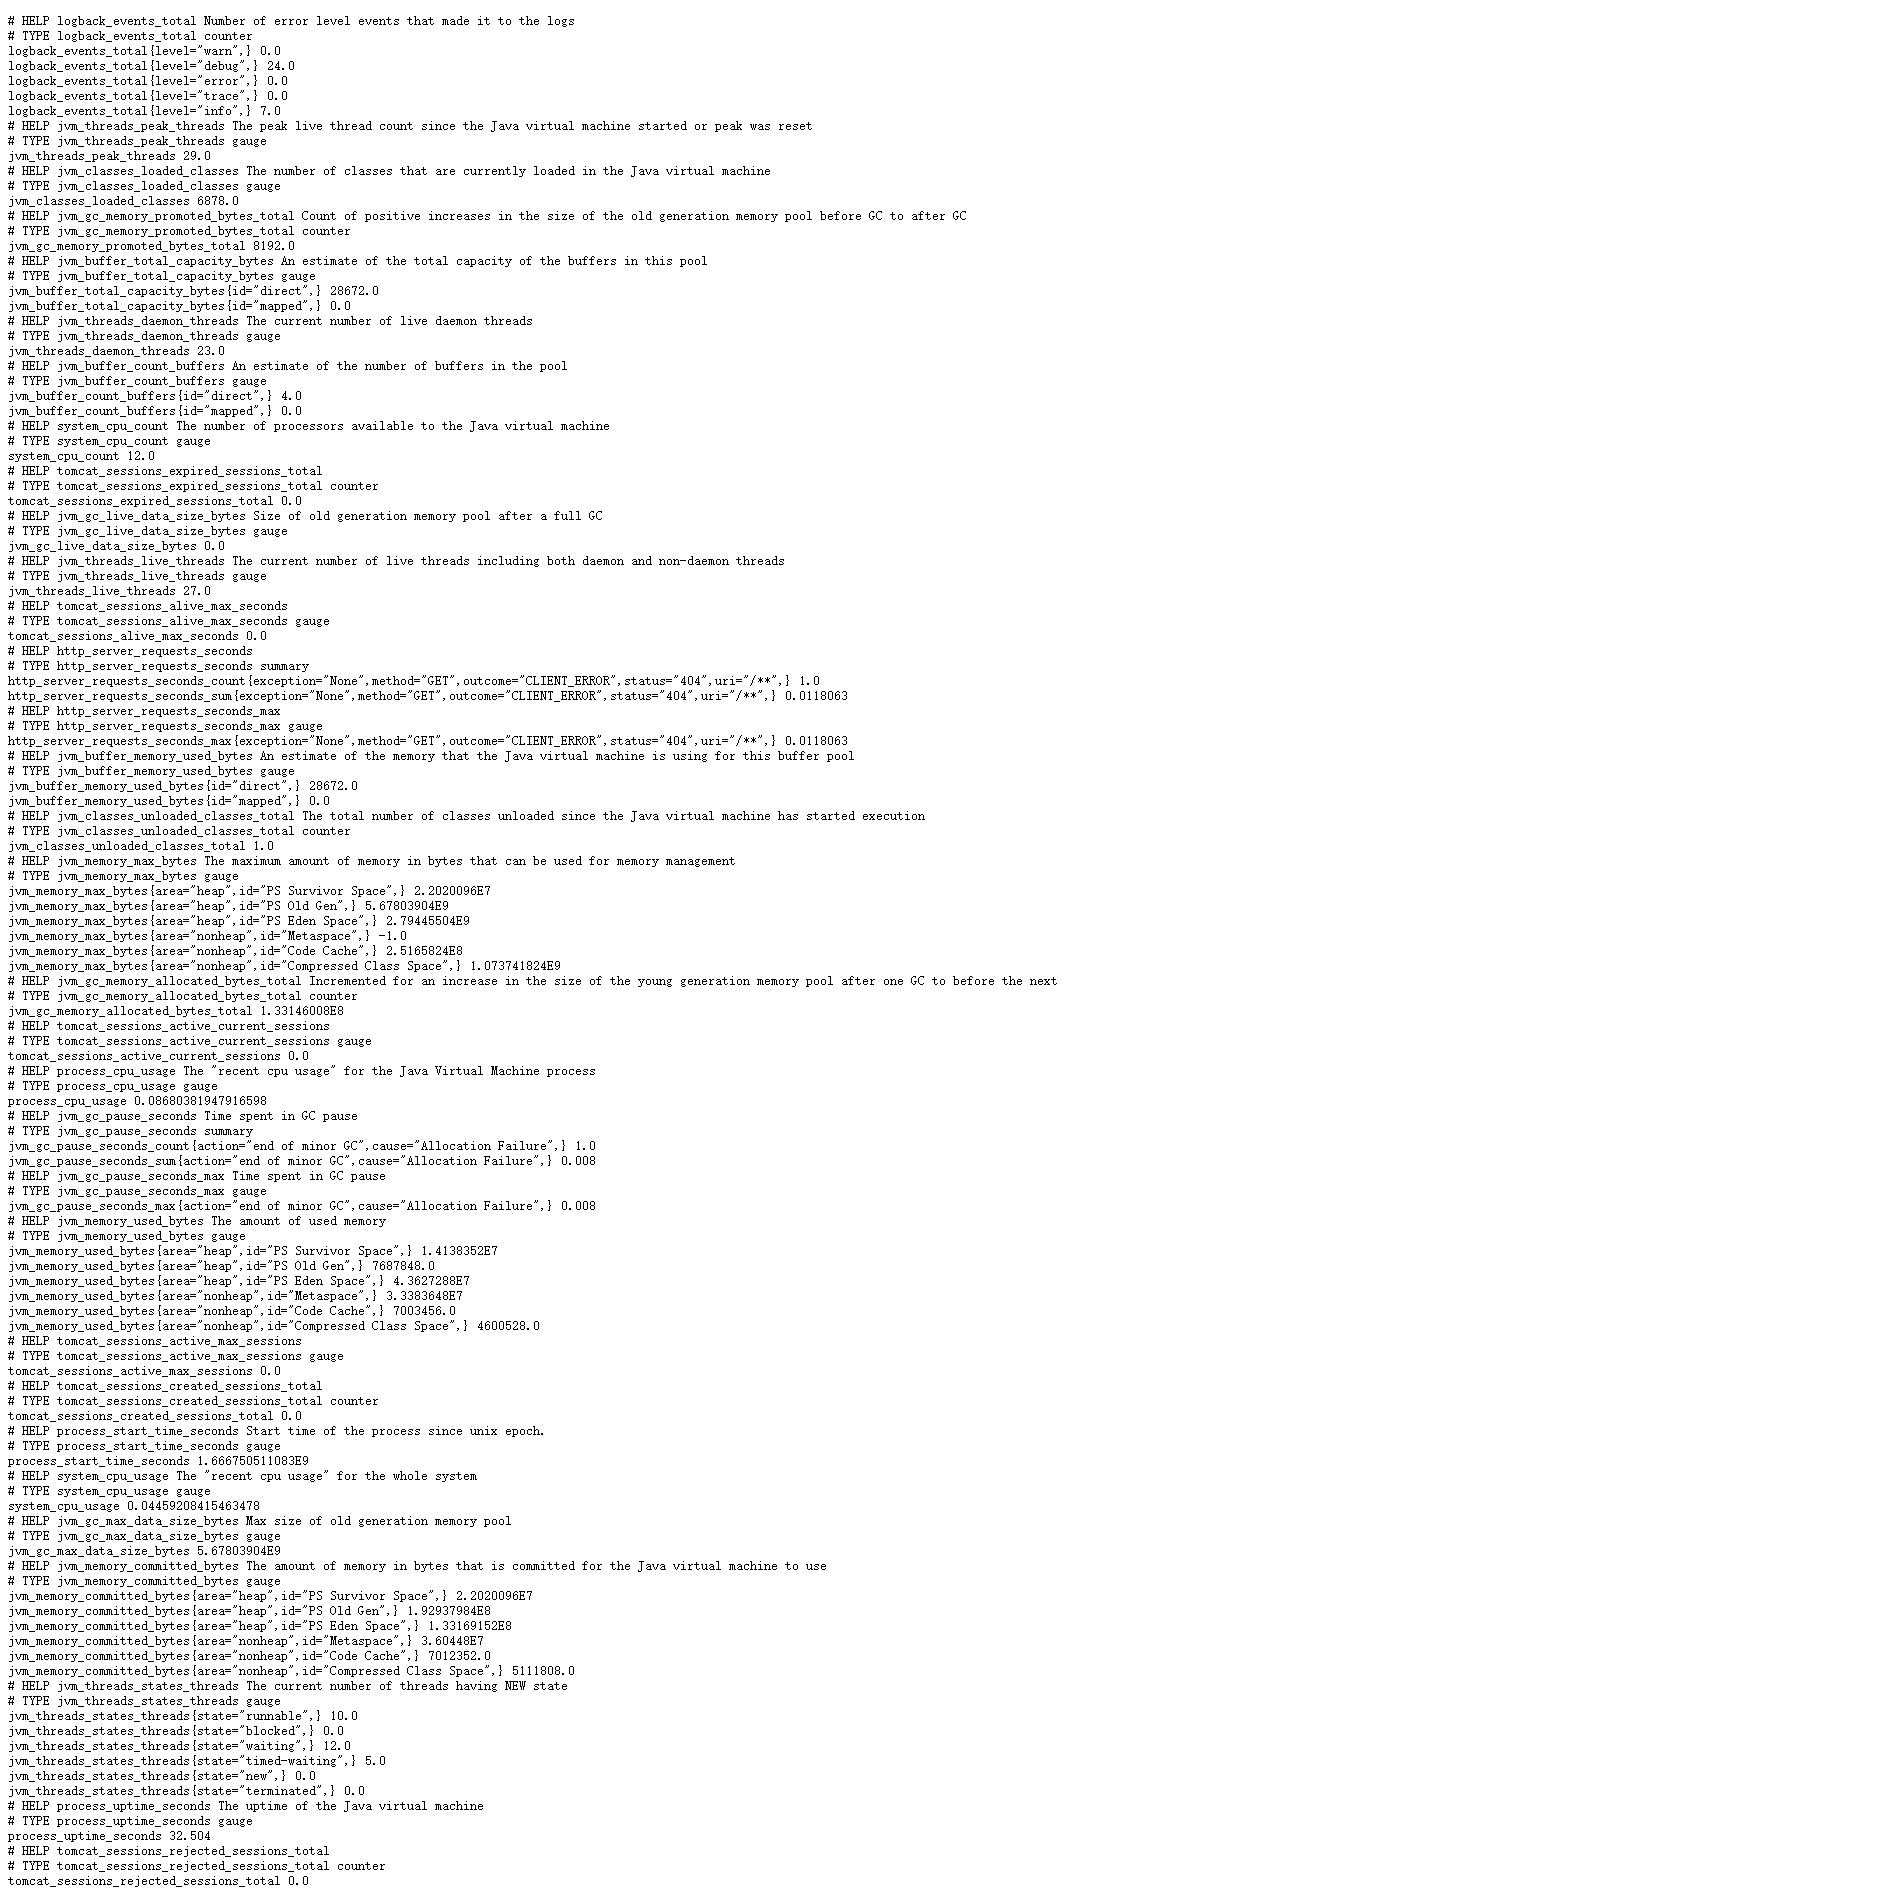 # HELP logback_events_total Number of error level events that made it to the logs
# TYPE logback_events_total counter
logback_events_total{level="warn",} 0.0
logback_events_total{level="debug",} 24.0
logback_events_total{level="error",} 0.0
logback_events_total{level="trace",} 0.0
logback_events_total{level="info",} 7.0
# HELP jvm_threads_peak_threads The peak live thread count since the Java virtual machine started or peak was reset
# TYPE jvm_threads_peak_threads gauge
jvm_threads_peak_threads 29.0
# HELP jvm_classes_loaded_classes The number of classes that are currently loaded in the Java virtual machine
# TYPE jvm_classes_loaded_classes gauge
jvm_classes_loaded_classes 6878.0
# HELP jvm_gc_memory_promoted_bytes_total Count of positive increases in the size of the old generation memory pool before GC to after GC
# TYPE jvm_gc_memory_promoted_bytes_total counter
jvm_gc_memory_promoted_bytes_total 8192.0
# HELP jvm_buffer_total_capacity_bytes An estimate of the total capacity of the buffers in this pool
# TYPE jvm_buffer_total_capacity_bytes gauge
jvm_buffer_total_capacity_bytes{id="direct",} 28672.0
jvm_buffer_total_capacity_bytes{id="mapped",} 0.0
# HELP jvm_threads_daemon_threads The current number of live daemon threads
# TYPE jvm_threads_daemon_threads gauge
jvm_threads_daemon_threads 23.0
# HELP jvm_buffer_count_buffers An estimate of the number of buffers in the pool
# TYPE jvm_buffer_count_buffers gauge
jvm_buffer_count_buffers{id="direct",} 4.0
jvm_buffer_count_buffers{id="mapped",} 0.0
# HELP system_cpu_count The number of processors available to the Java virtual machine
# TYPE system_cpu_count gauge
system_cpu_count 12.0
# HELP tomcat_sessions_expired_sessions_total
# TYPE tomcat_sessions_expired_sessions_total counter
tomcat_sessions_expired_sessions_total 0.0
# HELP jvm_gc_live_data_size_bytes Size of old generation memory pool after a full GC
# TYPE jvm_gc_live_data_size_bytes gauge
jvm_gc_live_data_size_bytes 0.0
# HELP jvm_threads_live_threads The current number of live threads including both daemon and non-daemon threads
# TYPE jvm_threads_live_threads gauge
jvm_threads_live_threads 27.0
# HELP tomcat_sessions_alive_max_seconds
# TYPE tomcat_sessions_alive_max_seconds gauge
tomcat_sessions_alive_max_seconds 0.0
# HELP http_server_requests_seconds
# TYPE http_server_requests_seconds summary
http_server_requests_seconds_count{exception="None",method="GET",outcome="CLIENT_ERROR",status="404",uri="/**",} 1.0
http_server_requests_seconds_sum{exception="None",method="GET",outcome="CLIENT_ERROR",status="404",uri="/**",} 0.0118063
# HELP http_server_requests_seconds_max
# TYPE http_server_requests_seconds_max gauge
http_server_requests_seconds_max{exception="None",method="GET",outcome="CLIENT_ERROR",status="404",uri="/**",} 0.0118063
# HELP jvm_buffer_memory_used_bytes An estimate of the memory that the Java virtual machine is using for this buffer pool
# TYPE jvm_buffer_memory_used_bytes gauge
jvm_buffer_memory_used_bytes{id="direct",} 28672.0
jvm_buffer_memory_used_bytes{id="mapped",} 0.0
# HELP jvm_classes_unloaded_classes_total The total number of classes unloaded since the Java virtual machine has started execution
# TYPE jvm_classes_unloaded_classes_total counter
jvm_classes_unloaded_classes_total 1.0
# HELP jvm_memory_max_bytes The maximum amount of memory in bytes that can be used for memory management
# TYPE jvm_memory_max_bytes gauge
jvm_memory_max_bytes{area="heap",id="PS Survivor Space",} 2.2020096E7
jvm_memory_max_bytes{area="heap",id="PS Old Gen",} 5.67803904E9
jvm_memory_max_bytes{area="heap",id="PS Eden Space",} 2.79445504E9
jvm_memory_max_bytes{area="nonheap",id="Metaspace",} -1.0
jvm_memory_max_bytes{area="nonheap",id="Code Cache",} 2.5165824E8
jvm_memory_max_bytes{area="nonheap",id="Compressed Class Space",} 1.073741824E9
# HELP jvm_gc_memory_allocated_bytes_total Incremented for an increase in the size of the young generation memory pool after one GC to before the next
# TYPE jvm_gc_memory_allocated_bytes_total counter
jvm_gc_memory_allocated_bytes_total 1.33146008E8
# HELP tomcat_sessions_active_current_sessions
# TYPE tomcat_sessions_active_current_sessions gauge
tomcat_sessions_active_current_sessions 0.0
# HELP process_cpu_usage The "recent cpu usage" for the Java Virtual Machine process
# TYPE process_cpu_usage gauge
process_cpu_usage 0.08680381947916598
# HELP jvm_gc_pause_seconds Time spent in GC pause
# TYPE jvm_gc_pause_seconds summary
jvm_gc_pause_seconds_count{action="end of minor GC",cause="Allocation Failure",} 1.0
jvm_gc_pause_seconds_sum{action="end of minor GC",cause="Allocation Failure",} 0.008
# HELP jvm_gc_pause_seconds_max Time spent in GC pause
# TYPE jvm_gc_pause_seconds_max gauge
jvm_gc_pause_seconds_max{action="end of minor GC",cause="Allocation Failure",} 0.008
# HELP jvm_memory_used_bytes The amount of used memory
# TYPE jvm_memory_used_bytes gauge
jvm_memory_used_bytes{area="heap",id="PS Survivor Space",} 1.4138352E7
jvm_memory_used_bytes{area="heap",id="PS Old Gen",} 7687848.0
jvm_memory_used_bytes{area="heap",id="PS Eden Space",} 4.3627288E7
jvm_memory_used_bytes{area="nonheap",id="Metaspace",} 3.3383648E7
jvm_memory_used_bytes{area="nonheap",id="Code Cache",} 7003456.0
jvm_memory_used_bytes{area="nonheap",id="Compressed Class Space",} 4600528.0
# HELP tomcat_sessions_active_max_sessions
# TYPE tomcat_sessions_active_max_sessions gauge
tomcat_sessions_active_max_sessions 0.0
# HELP tomcat_sessions_created_sessions_total
# TYPE tomcat_sessions_created_sessions_total counter
tomcat_sessions_created_sessions_total 0.0
# HELP process_start_time_seconds Start time of the process since unix epoch.
# TYPE process_start_time_seconds gauge
process_start_time_seconds 1.666750511083E9
# HELP system_cpu_usage The "recent cpu usage" for the whole system
# TYPE system_cpu_usage gauge
system_cpu_usage 0.04459208415463478
# HELP jvm_gc_max_data_size_bytes Max size of old generation memory pool
# TYPE jvm_gc_max_data_size_bytes gauge
jvm_gc_max_data_size_bytes 5.67803904E9
# HELP jvm_memory_committed_bytes The amount of memory in bytes that is committed for the Java virtual machine to use
# TYPE jvm_memory_committed_bytes gauge
jvm_memory_committed_bytes{area="heap",id="PS Survivor Space",} 2.2020096E7
jvm_memory_committed_bytes{area="heap",id="PS Old Gen",} 1.92937984E8
jvm_memory_committed_bytes{area="heap",id="PS Eden Space",} 1.33169152E8
jvm_memory_committed_bytes{area="nonheap",id="Metaspace",} 3.60448E7
jvm_memory_committed_bytes{area="nonheap",id="Code Cache",} 7012352.0
jvm_memory_committed_bytes{area="nonheap",id="Compressed Class Space",} 5111808.0
# HELP jvm_threads_states_threads The current number of threads having NEW state
# TYPE jvm_threads_states_threads gauge
jvm_threads_states_threads{state="runnable",} 10.0
jvm_threads_states_threads{state="blocked",} 0.0
jvm_threads_states_threads{state="waiting",} 12.0
jvm_threads_states_threads{state="timed-waiting",} 5.0
jvm_threads_states_threads{state="new",} 0.0
jvm_threads_states_threads{state="terminated",} 0.0
# HELP process_uptime_seconds The uptime of the Java virtual machine
# TYPE process_uptime_seconds gauge
process_uptime_seconds 32.504
# HELP tomcat_sessions_rejected_sessions_total
# TYPE tomcat_sessions_rejected_sessions_total counter
tomcat_sessions_rejected_sessions_total 0.0